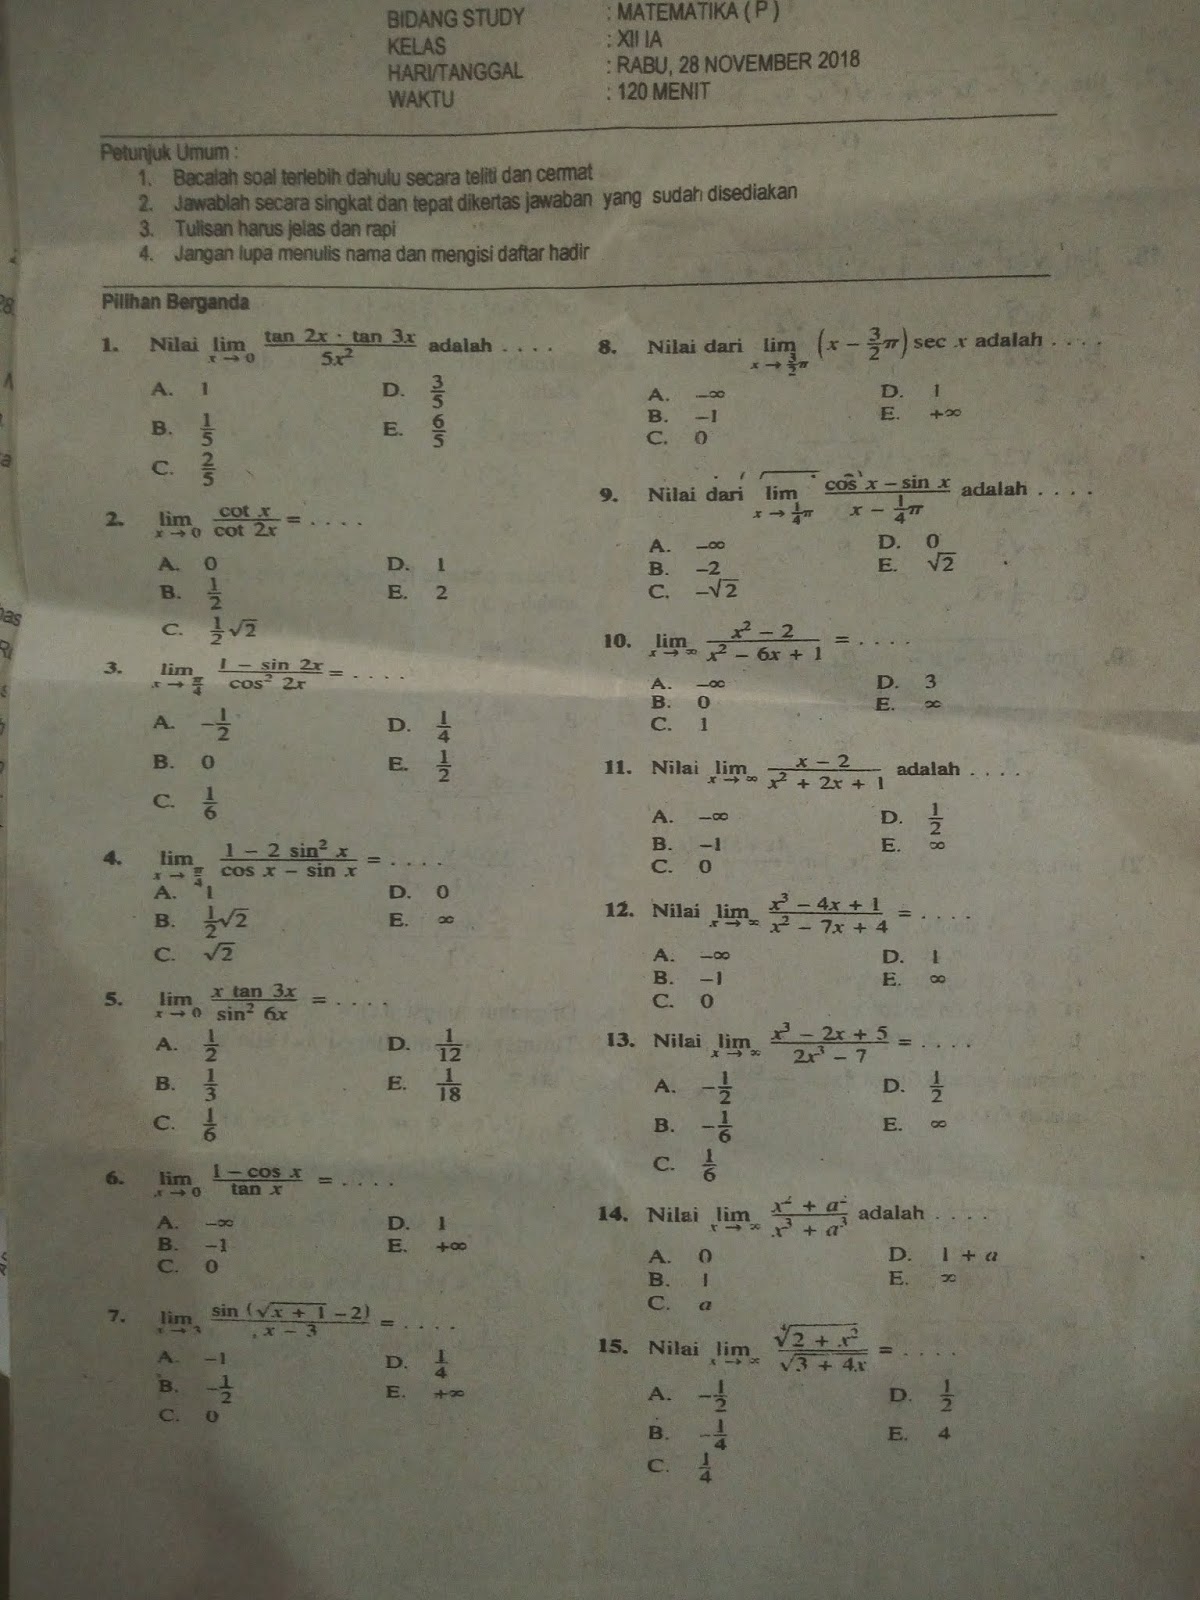 BIDANG STUDY : MATEMATIKA ( P )
KELAS : XII IA
HARI/TANGGAL : RABU, 28 NOVEMBER 2018
WAKTU : 120 MENIT
Petunjuk Umum :
1. Bacalah soal terlebih dahulu secara teliti dan cermat
2. Jawablah secara singkat dan tepat dikertas jawaban yang sudah disediakan
3. Tulisan harus jelas dan rapi
4. Jangan lupa menulis nama dan mengisi daftar hadir
Pilihan Berganda
1. Nilai lim x→0 (tan 2x · tan 3x)/(5x²) adalah . . . .
A. 1 D. 3/5
B. 1/5 E. 6/5
C. 2/5
2. lim x→0 (cot x)/(cot 2x) = . . . .
A. 0 D. 1
B. 1/2 E. 2
C. 1/2 √2
3. lim x→π/4 (1 − sin 2x)/(cos² 2x) = . . . .
A. −1/2 D. 1/4
B. 0 E. 1/2
C. 1/6
4. lim x→π/4 (1 − 2 sin² x)/(cos x − sin x) = . . . .
A. 1 D. 0
B. 1/2 √2 E. ∞
C. √2
5. lim x→0 (x tan 3x)/(sin² 6x) = . . . .
A. 1/2 D. 1/12
B. 1/3 E. 1/18
C. 1/6
6. lim x→0 (1 − cos x)/(tan x) = . . . .
A. −∞ D. 1
B. −1 E. +∞
C. 0
7. lim x→3 (sin (√(x + 1) − 2))/(x − 3) = . . . .
A. −1 D. 1/4
B. −1/2 E. +∞
C. 0
8. Nilai dari lim x→3/2 π (x − 3/2 π) sec x adalah . . . .
A. −∞ D. 1
B. −1 E. +∞
C. 0
9. Nilai dari lim x→1/4 π (cos x − sin x)/(x − 1/4 π) adalah . . . .
A. −∞ D. 0
B. −2 E. √2
C. −√2
10. lim x→∞ (x² − 2)/(x² − 6x + 1) = . . . .
A. −∞ D. 3
B. 0 E. ∞
C. 1
11. Nilai lim x→∞ (x − 2)/(x² + 2x + 1) adalah . . . .
A. −∞ D. 1/2
B. −1 E. ∞
C. 0
12. Nilai lim x→∞ (x³ − 4x + 1)/(x² − 7x + 4) = . . . .
A. −∞ D. 1
B. −1 E. ∞
C. 0
13. Nilai lim x→∞ (x³ − 2x + 5)/(2x³ − 7) = . . . .
A. −1/2 D. 1/2
B. −1/6 E. ∞
C. 1/6
14. Nilai lim x→∞ (x² + a²)/(x³ + a³) adalah . . . .
A. 0 D. 1 + a
B. 1 E. ∞
C. a
15. Nilai lim x→∞ ∜(2 + x²)/√(3 + 4x) = . . . .
A. −1/2 D. 1/2
B. −1/4 E. 4
C. 1/4